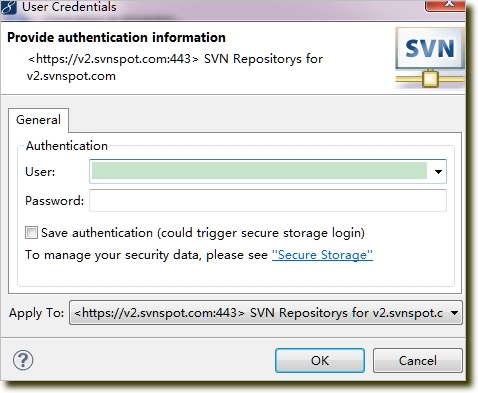 User Credentials
Provide authentication information
<https://v2.svnspot.com:443> SVN Repositorys for
v2.svnspot.com
SVN
General
Authentication
User:
Password:
Save authentication (could trigger secure storage login)
To manage your security data, please see "Secure Storage"
Apply To: <https://v2.svnspot.com:443> SVN Repositorys for v2.svnspot.c
OK Cancel